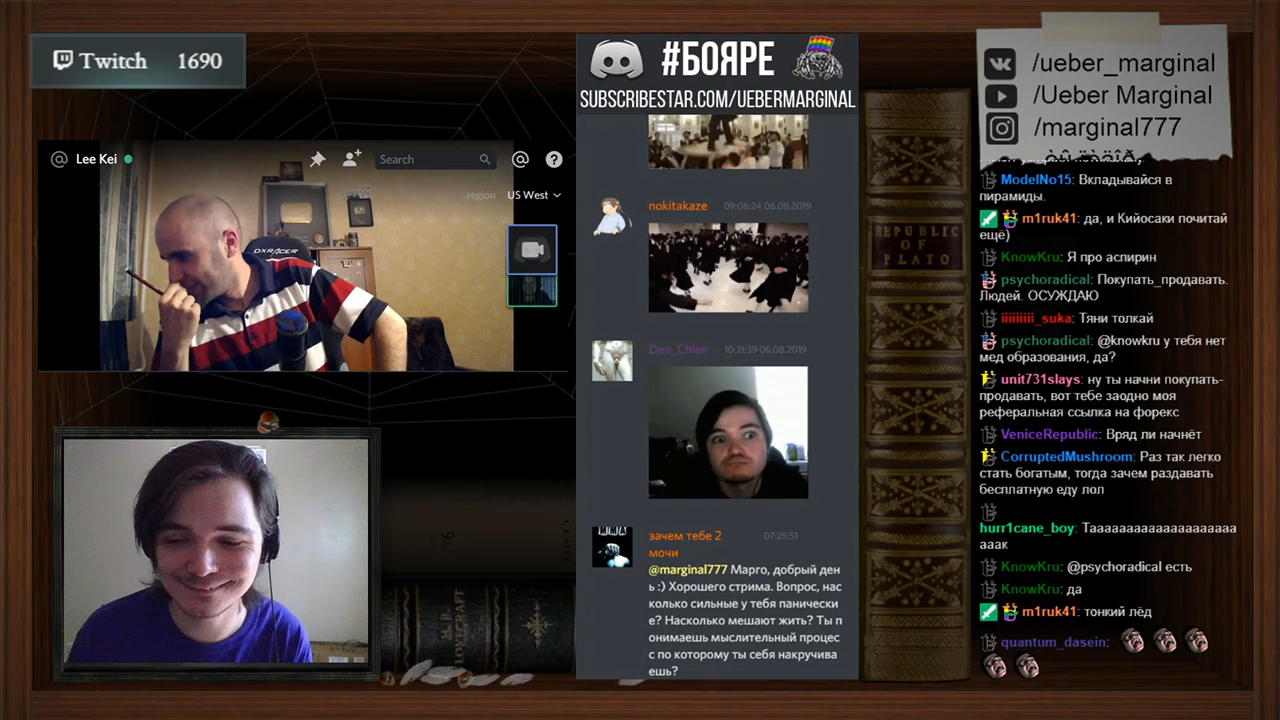 Twitch 1690
Lee Kei
Search
region US West
DXRACER
#БОЯРЕ
SUBSCRIBESTAR.COM/UEBERMARGINAL
nokitakaze 09:06:24 06.08.2019
Den_Chien 10:31:39 06.08.2019
зачем тебе 2 07:25:51
мочи
@marginal777 Марго, добрый ден
ь :) Хорошего стрима. Вопрос, нас
колько сильные у тебя панически
е? Насколько мешают жить? Ты п
онимаешь мыслительный процес
с по которому ты себя накручива
ешь?
REPUBLIC
OF
PLATO
LOVECRAFT
/ueber_marginal
/Ueber Marginal
/marginal777
ModelNo15: Вкладывайся в
пирамиды.
m1ruk41: да, и Кийосаки почитай
ещё)
KnowKru: Я про аспирин
psychoradical: Покупать_продавать.
Людей. ОСУЖДАЮ
iiiiiiiii_suka: Тяни толкай
psychoradical: @knowkru у тебя нет
мед образования, да?
unit731slays: ну ты начни покупать-
продавать, вот тебе заодно моя
реферальная ссылка на форекс
VeniceRepublic: Вряд ли начнёт
CorruptedMushroom: Раз так легко
стать богатым, тогда зачем раздавать
бесплатную еду лол
hurr1cane_boy: Таааааааааааааааааааа
ааак
KnowKru: @psychoradical есть
KnowKru: да
m1ruk41: тонкий лёд
quantum_dasein: